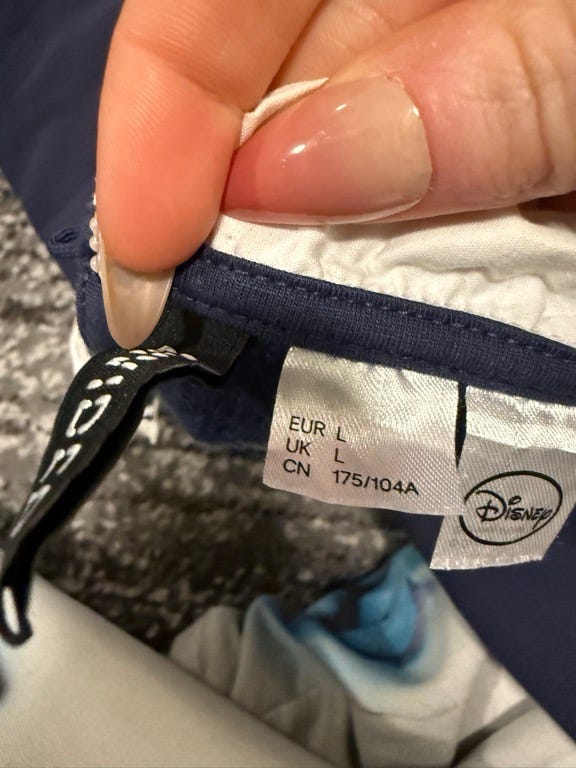 EUR L
UK L
CN 175/104A
Disney